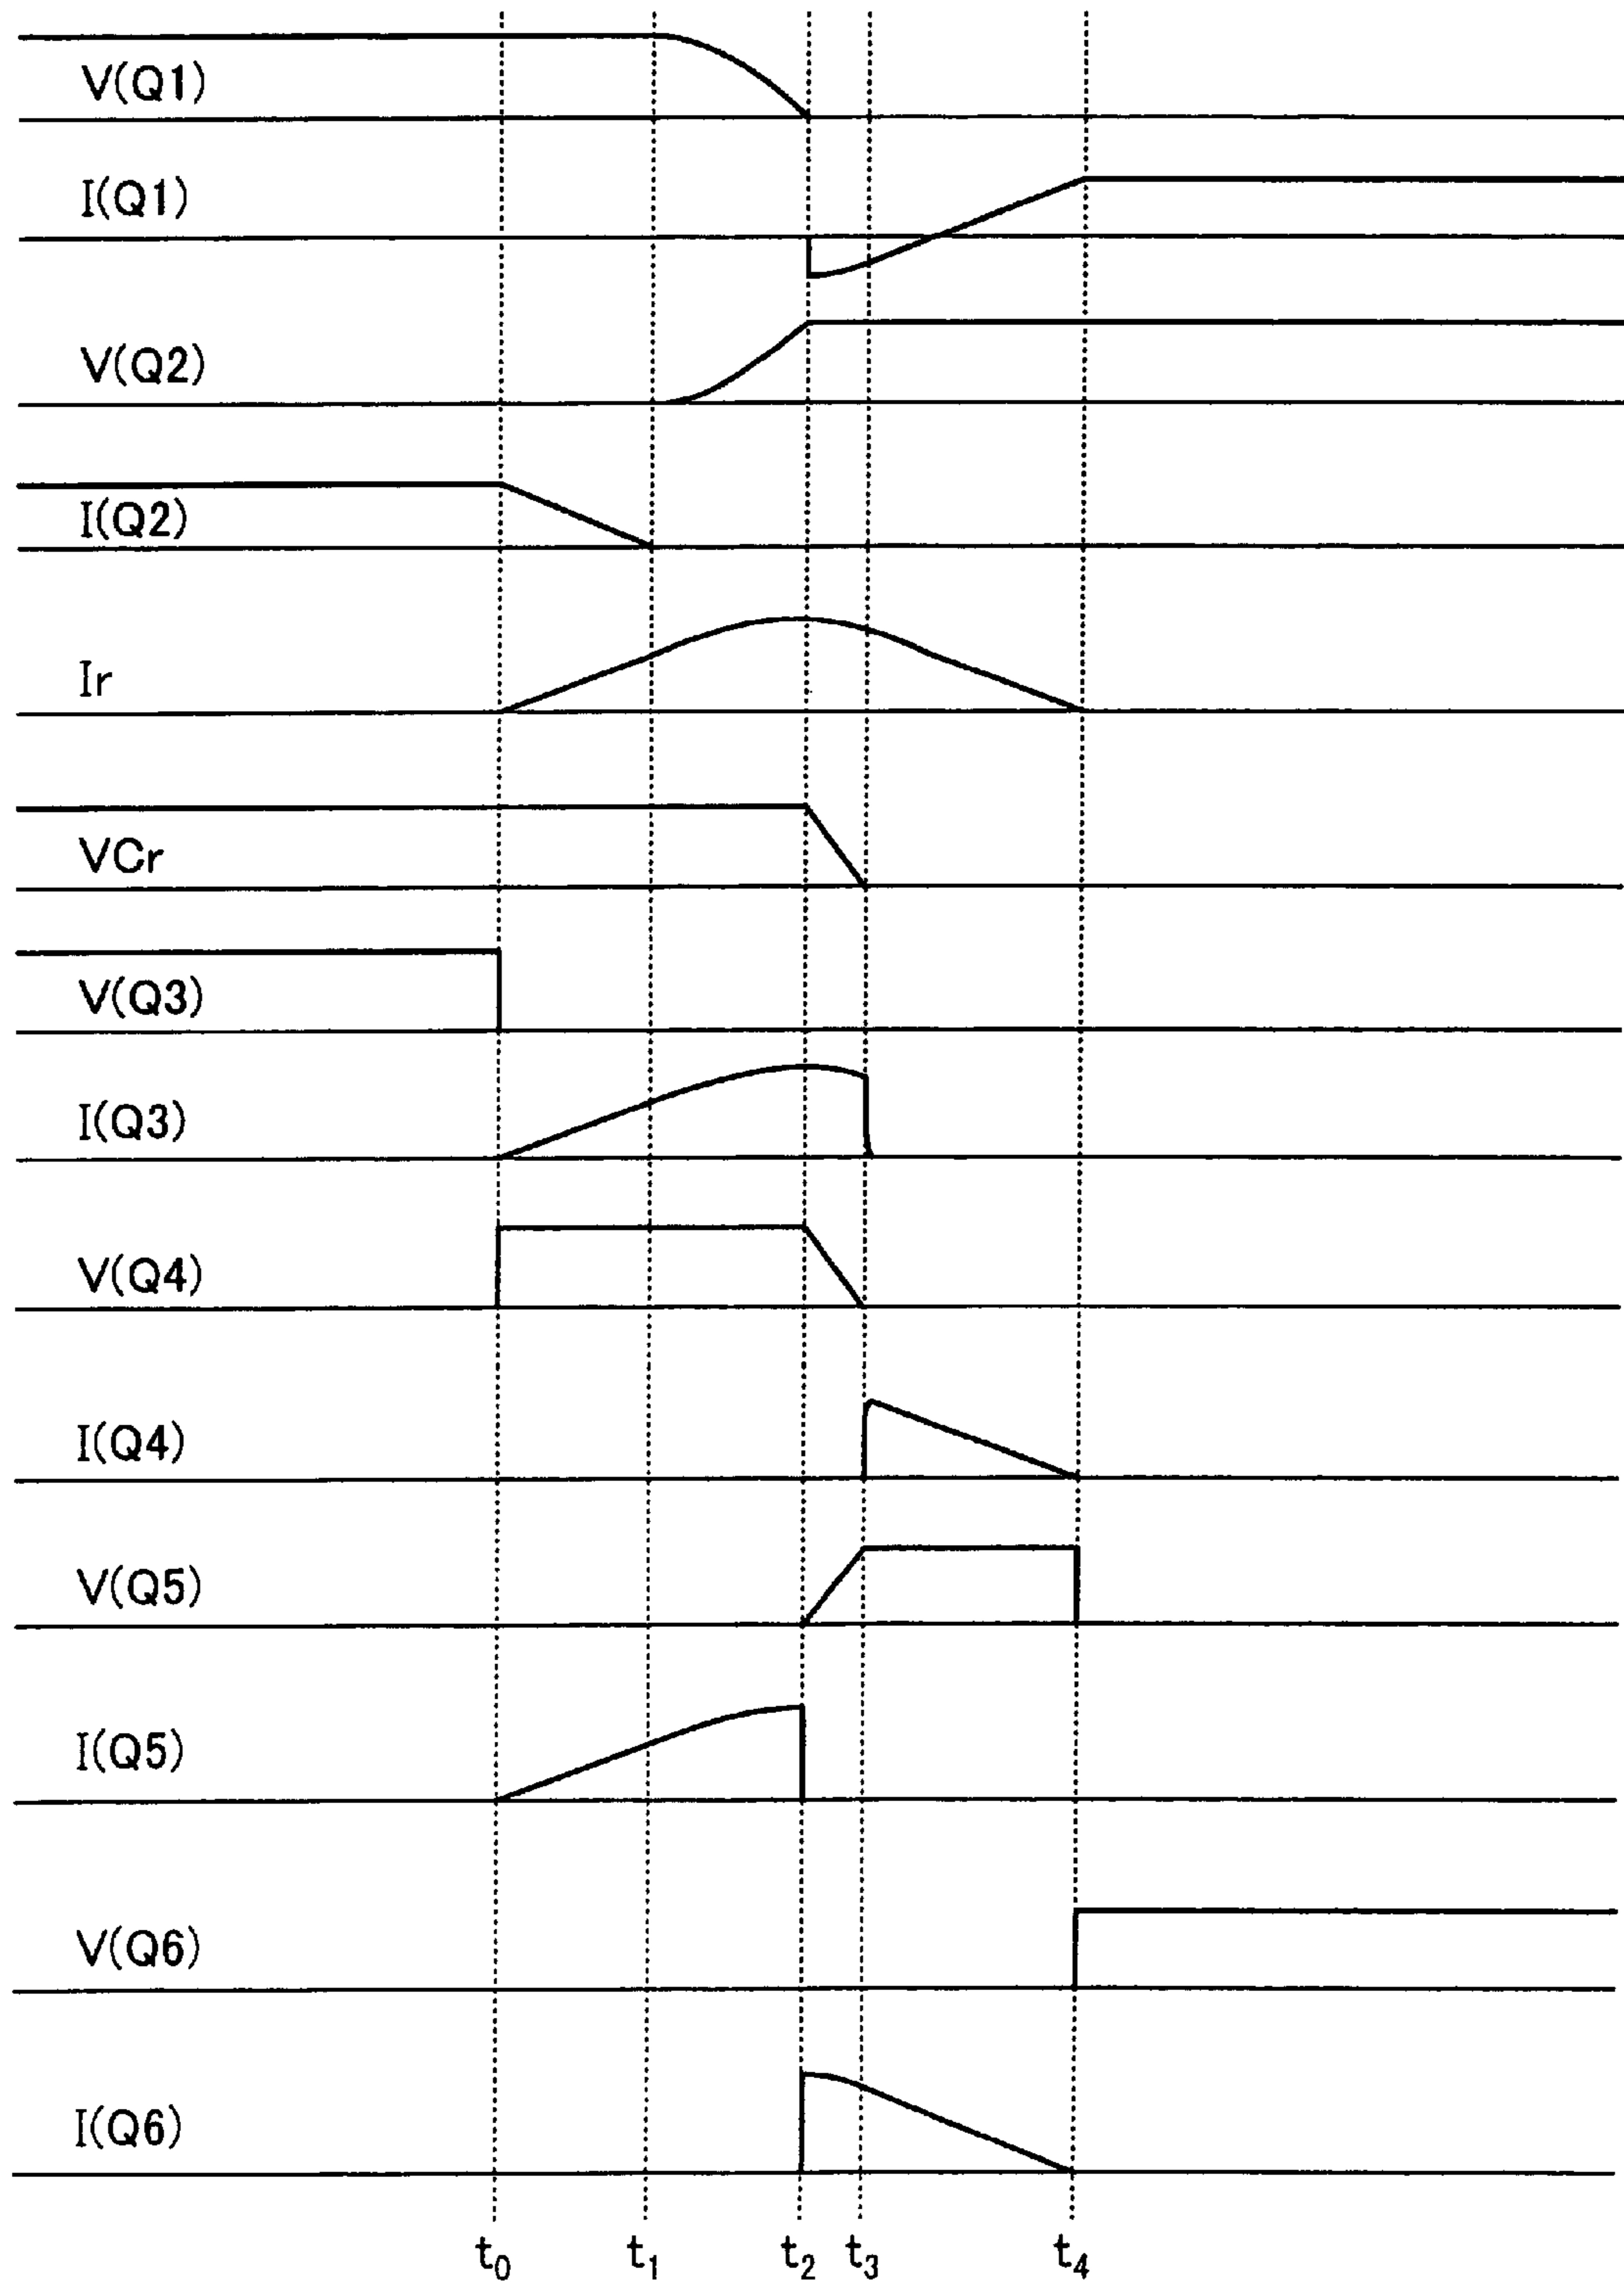 V(Q1)
I(Q1)
V(Q2)
I(Q2)
Ir
VCr
V(Q3)
I(Q3)
V(Q4)
I(Q4)
V(Q5)
I(Q5)
V(Q6)
I(Q6)
t0 t1 t2 t3 t4